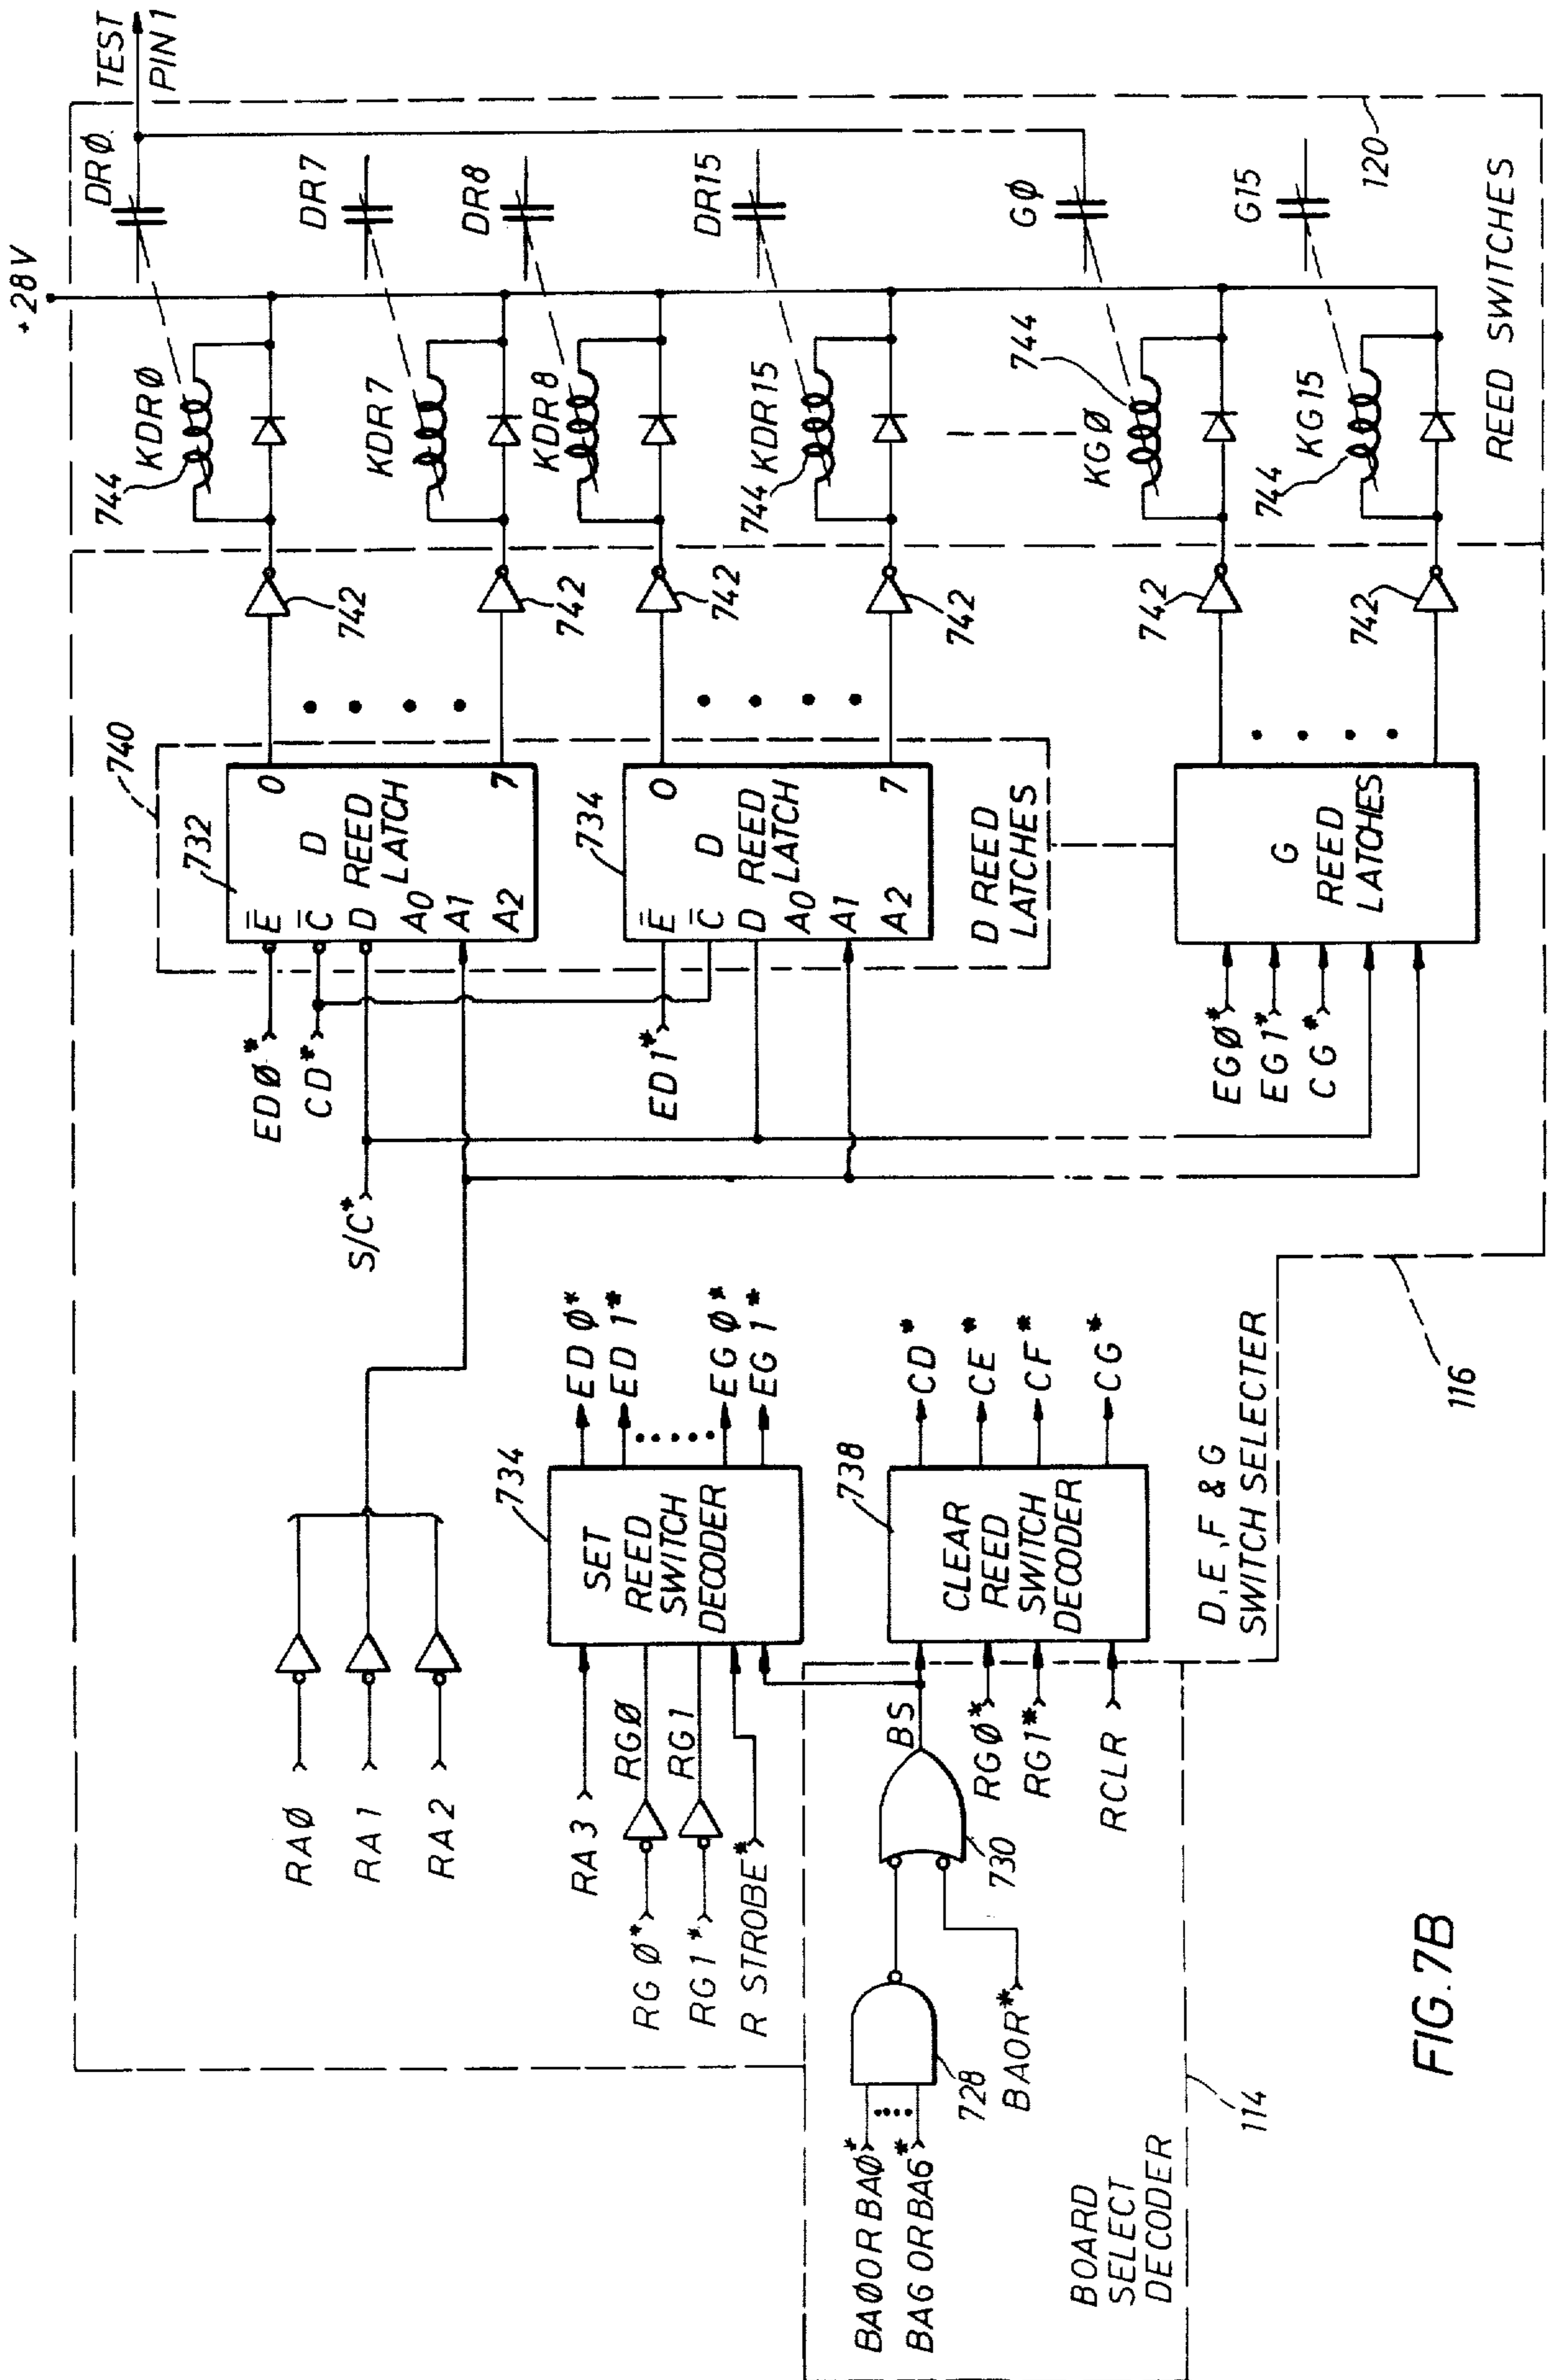 +28V
TEST
PIN 1
DRØ
DR7
DR8
DR15
GØ
G15
120
744
KDRØ
KDR7
KDR8
744
KDR15
KGØ
744
KG15
744
REED SWITCHES
742
742
742
742
742
742
740
732
Ē
C̄
D
A0
A1
A2
D
REED
LATCH
0
7
734
Ē
C̄
D
A0
A1
A2
D
REED
LATCH
0
7
D REED
LATCHES
G
REED
LATCHES
EDØ*
CD*
ED1*
S/C*
EGØ*
EG1*
CG*
RAØ
RA1
RA2
734
SET
REED
SWITCH
DECODER
EDØ*
ED1*
EGØ*
EG1*
RA3
RGØ
RG1
RGØ*
RG1*
R STROBE*
738
CLEAR
REED
SWITCH
DECODER
CD*
CE*
CF*
CG*
BS
RGØ*
RG1*
RCLR
730
D,E,F & G
SWITCH SELECTER
116
728
BAØORBAØ*
BAGORBA6*
BAOR*
BOARD
SELECT
DECODER
114
FIG.7B